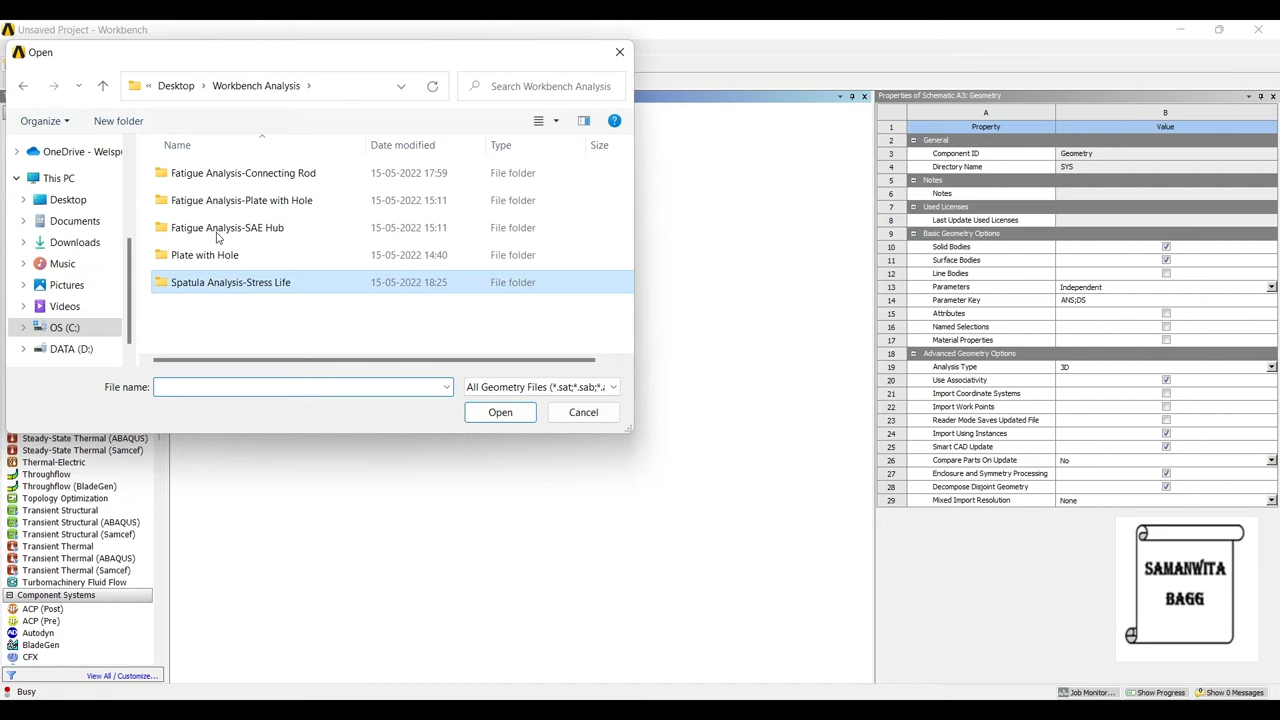 Unsaved Project - Workbench
Open
« Desktop › Workbench Analysis ›
Search Workbench Analysis
Organize
New folder
Name
Date modified
Type
Size
OneDrive - Welspu
This PC
Desktop
Documents
Downloads
Music
Pictures
Videos
OS (C:)
DATA (D:)
Fatigue Analysis-Connecting Rod 15-05-2022 17:59 File folder
Fatigue Analysis-Plate with Hole 15-05-2022 15:11 File folder
Fatigue Analysis-SAE Hub 15-05-2022 15:11 File folder
Plate with Hole 15-05-2022 14:40 File folder
Spatula Analysis-Stress Life 15-05-2022 18:25 File folder
File name:
All Geometry Files (*.sat;*.sab;*.
Open
Cancel
Steady-State Thermal (ABAQUS)
Steady-State Thermal (Samcef)
Thermal-Electric
Throughflow
Throughflow (BladeGen)
Topology Optimization
Transient Structural
Transient Structural (ABAQUS)
Transient Structural (Samcef)
Transient Thermal
Transient Thermal (ABAQUS)
Transient Thermal (Samcef)
Turbomachinery Fluid Flow
Component Systems
ACP (Post)
ACP (Pre)
Autodyn
BladeGen
CFX
View All / Customize...
Busy
Properties of Schematic A3: Geometry
A B
1 Property Value
2 General
3 Component ID Geometry
4 Directory Name SYS
5 Notes
6 Notes
7 Used Licenses
8 Last Update Used Licenses
9 Basic Geometry Options
10 Solid Bodies
11 Surface Bodies
12 Line Bodies
13 Parameters Independent
14 Parameter Key ANS;DS
15 Attributes
16 Named Selections
17 Material Properties
18 Advanced Geometry Options
19 Analysis Type 3D
20 Use Associativity
21 Import Coordinate Systems
22 Import Work Points
23 Reader Mode Saves Updated File
24 Import Using Instances
25 Smart CAD Update
26 Compare Parts On Update No
27 Enclosure and Symmetry Processing
28 Decompose Disjoint Geometry
29 Mixed Import Resolution None
SAMANWITA
BAGG
Job Monitor...
Show Progress
Show 0 Messages